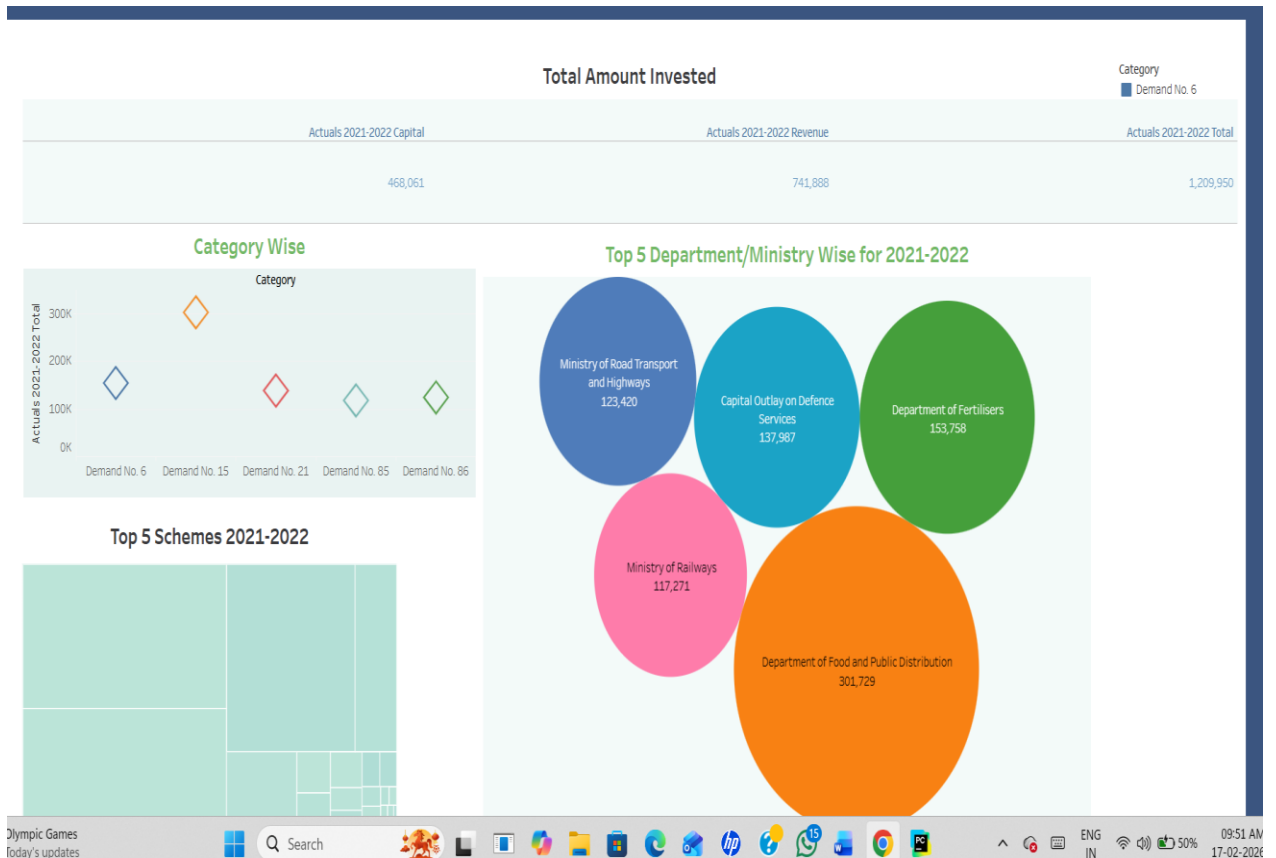 Total Amount Invested
Category
Demand No. 6
Actuals 2021-2022 Capital
Actuals 2021-2022 Revenue
Actuals 2021-2022 Total
468,061
741,888
1,209,950
Category Wise
Category
Actuals 2021-2022 Total
300K
200K
100K
0K
Demand No. 6
Demand No. 15
Demand No. 21
Demand No. 85
Demand No. 86
Top 5 Department/Ministry Wise for 2021-2022
Ministry of Road Transport
and Highways
123,420
Capital Outlay on Defence
Services
137,987
Department of Fertilisers
153,758
Ministry of Railways
117,271
Department of Food and Public Distribution
301,729
Top 5 Schemes 2021-2022
Olympic Games
Today's updates
Search
hp
15
W
PC
ENG
IN
50%
09:51 AM
17-02-2026